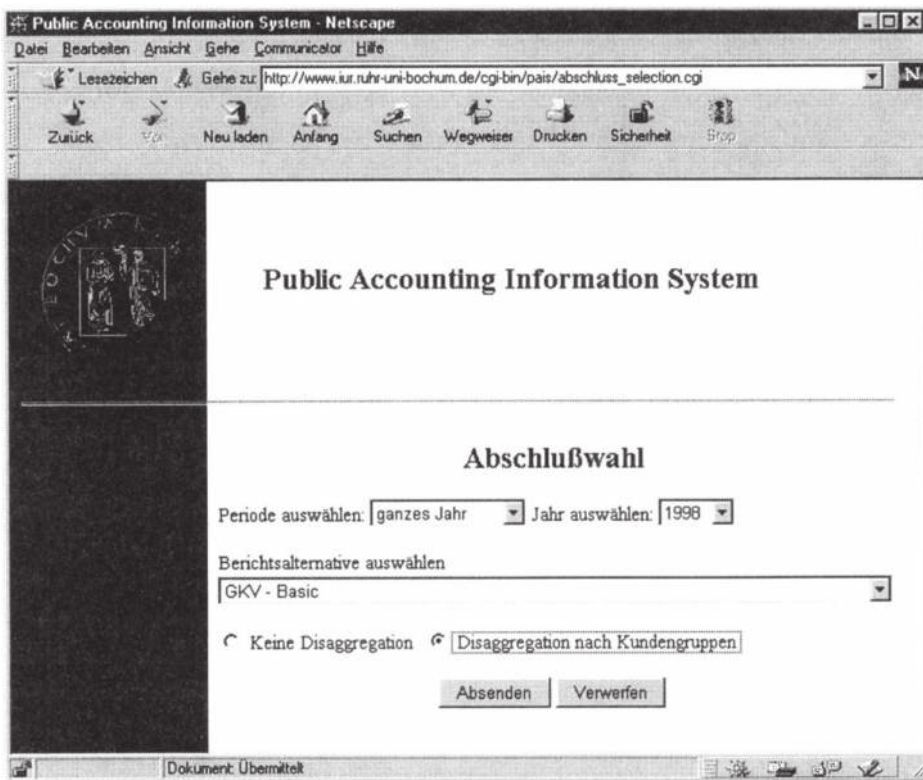 Public Accounting Information System - Netscape
Datei Bearbeiten Ansicht Gehe Communicator Hilfe
Lesezeichen Gehe zu: http://www.iur.ruhr-uni-bochum.de/cgi-bin/pais/abschluss_selection.cgi
N
Zurück Vor Neu laden Anfang Suchen Wegweiser Drucken Sicherheit Stop
Public Accounting Information System
Abschlußwahl
Periode auswählen: ganzes Jahr Jahr auswählen: 1998
Berichtsalternative auswählen
GKV - Basic
Keine Disaggregation Disaggregation nach Kundengruppen
Absenden Verwerfen
Dokument: Übermittelt